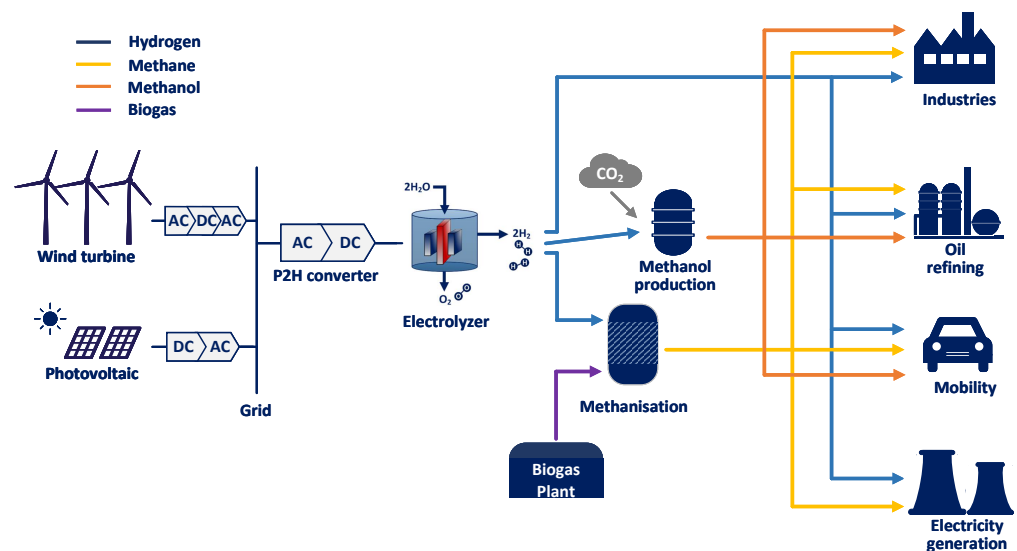 Hydrogen
Methane
Methanol
Biogas
Industries
CO₂
2H₂O
AC DC AC
Wind turbine
AC DC
P2H converter
2H₂
H H
H H
O₂ O O
Electrolyzer
Methanol
production
Oil
refining
DC AC
Photovoltaic
Grid
Methanisation
Mobility
Biogas
Plant
Electricity
generation